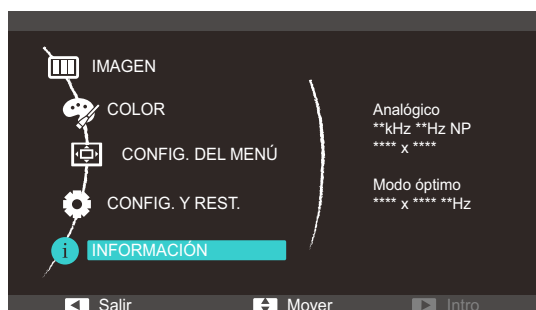 IMAGEN
COLOR
CONFIG. DEL MENÚ
CONFIG. Y REST.
i INFORMACIÓN
Analógico
**kHz **Hz NP
**** x ****
Modo óptimo
**** x **** **Hz
Salir Mover Intro